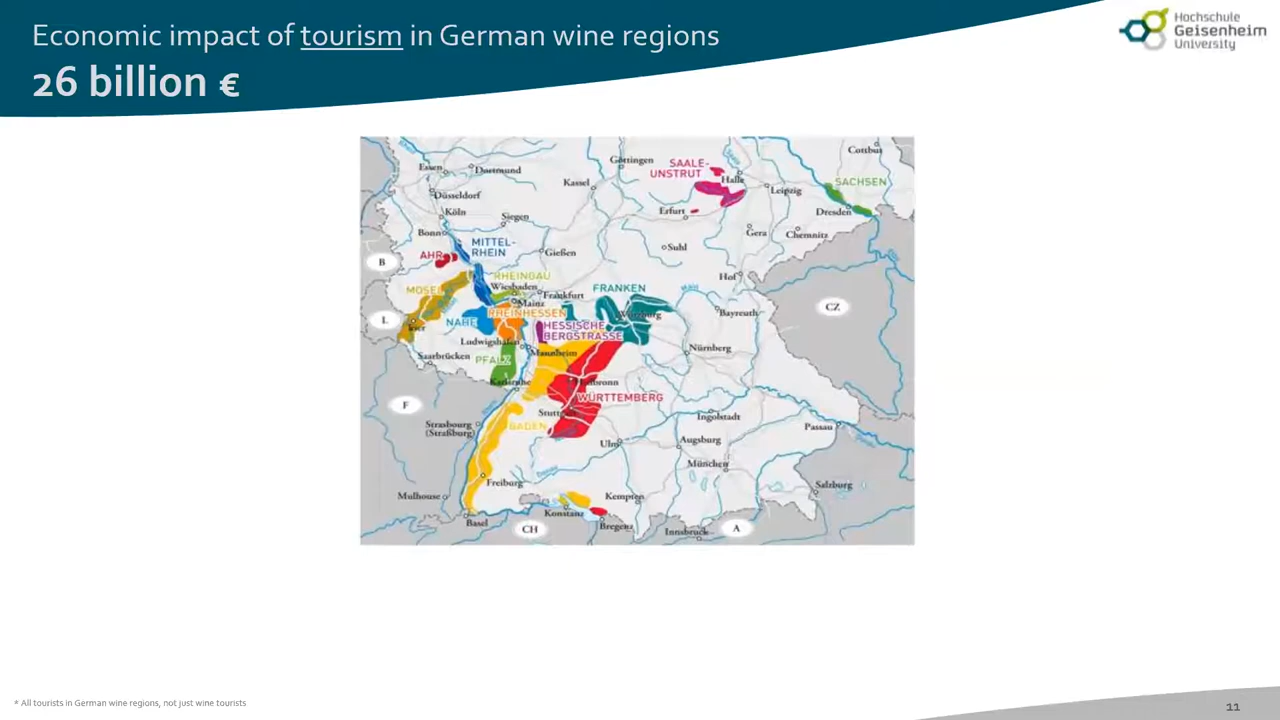 Economic impact of tourism in German wine regions
26 billion €
Hochschule
Geisenheim
University
Cottbus
Göttingen
Essen
Dortmund
SAALE-
UNSTRUT
Halle
Kassel
Leipzig
SACHSEN
Düsseldorf
Köln
Siegen
Erfurt
Dresden
Bonn
Gera
Chemnitz
MITTEL-
RHEIN
Suhl
AHR
Gießen
B
Hof
RHEINGAU
MOSEL
Wiesbaden
Frankfurt
FRANKEN
Main
Mainz
CZ
L
Trier
NAHE
RHEINHESSEN
Würzburg
Bayreuth
HESSISCHE
BERGSTRASSE
Ludwigshafen
Mannheim
Nürnberg
Saarbrücken
PFALZ
Karlsruhe
Heilbronn
F
WÜRTTEMBERG
Stutt
Ingolstadt
Strasbourg
(Straßburg)
BADEN
Passau
Ulm
Augsburg
München
Freiburg
Salzburg
Mulhouse
Kempten
Konstanz
Basel
CH
Bregenz
Innsbruck
A
* All tourists in German wine regions, not just wine tourists
11